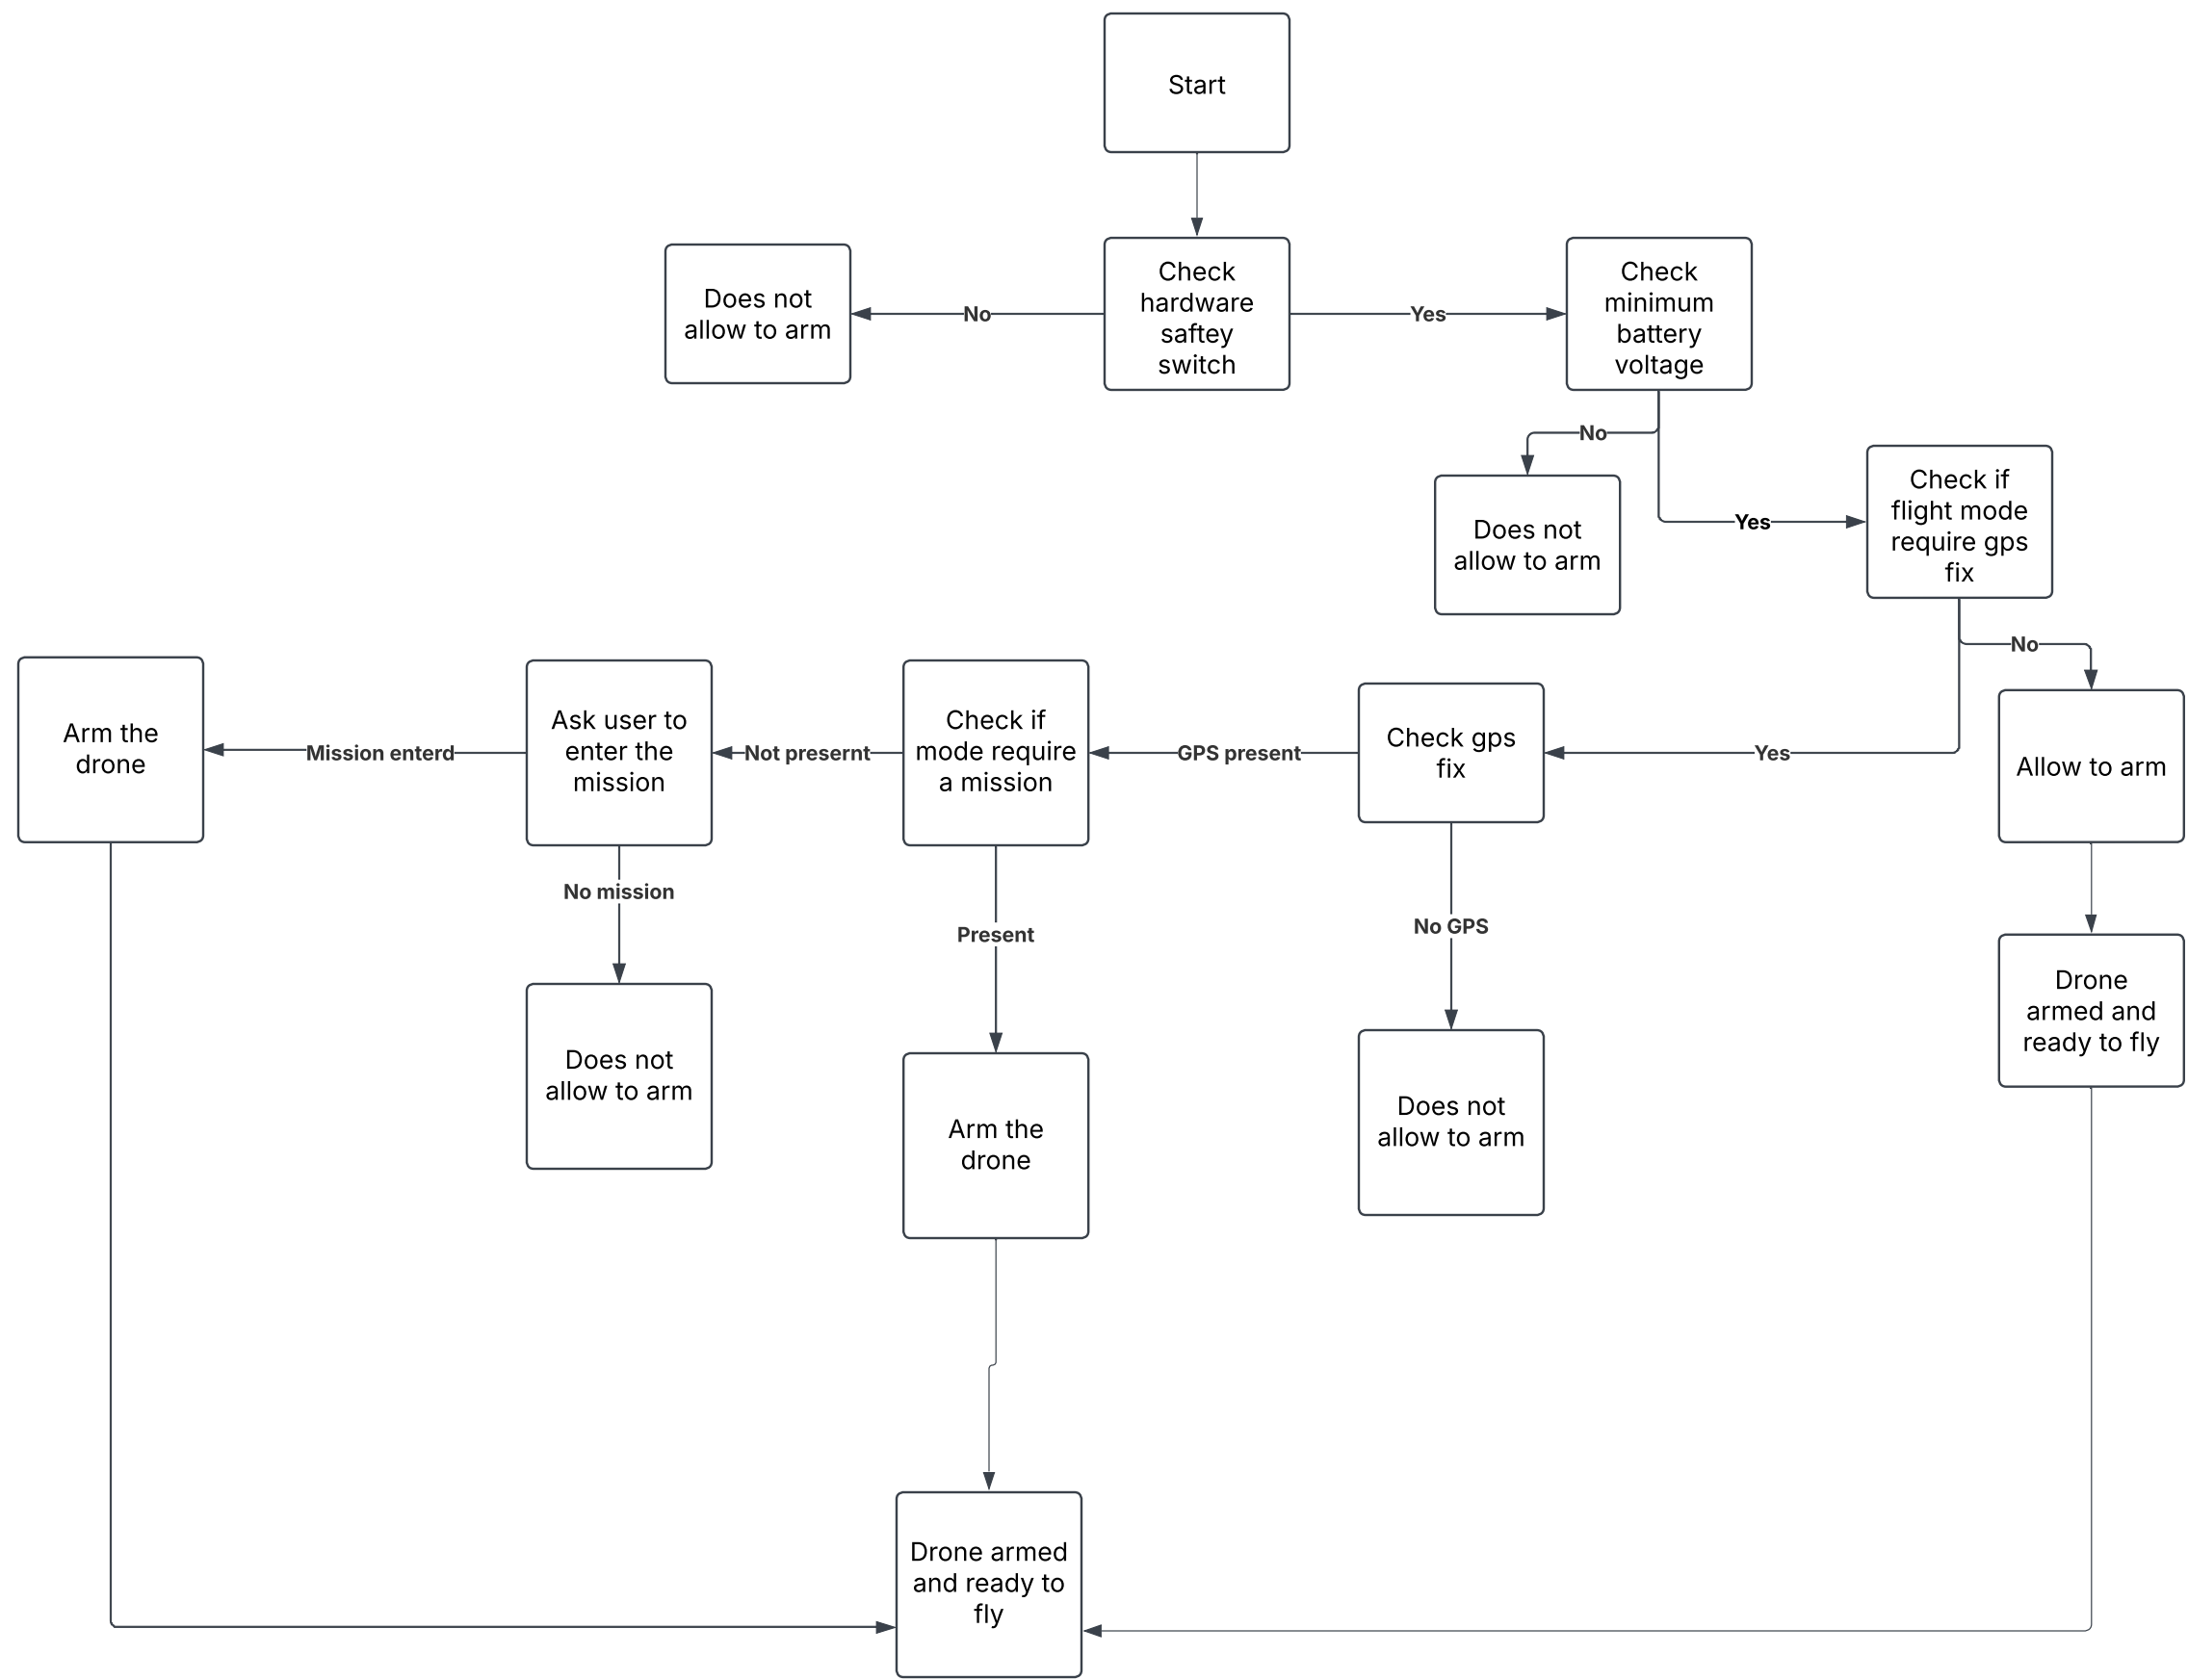 Start
Does not
allow to arm
No
Check
hardware
saftey
switch
Yes
Check
minimum
battery
voltage
No
Does not
allow to arm
Yes
Check if
flight mode
require gps
fix
No
Arm the
drone
Mission enterd
Ask user to
enter the
mission
Not presernt
Check if
mode require
a mission
GPS present
Check gps
fix
Yes
Allow to arm
No mission
Present
No GPS
Does not
allow to arm
Arm the
drone
Does not
allow to arm
Drone
armed and
ready to fly
Drone armed
and ready to
fly